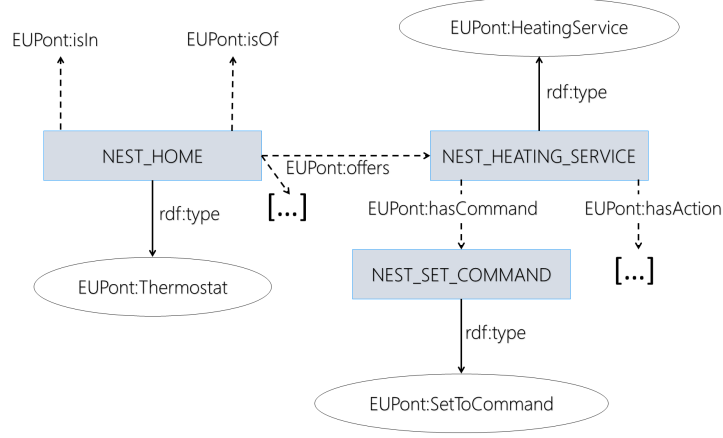 EUPont:HeatingService
EUPont:isIn
EUPont:isOf
rdf:type
NEST_HOME
EUPont:offers
NEST_HEATING_SERVICE
[...]
rdf:type
EUPont:hasCommand
EUPont:hasAction
NEST_SET_COMMAND
[...]
EUPont:Thermostat
rdf:type
EUPont:SetToCommand